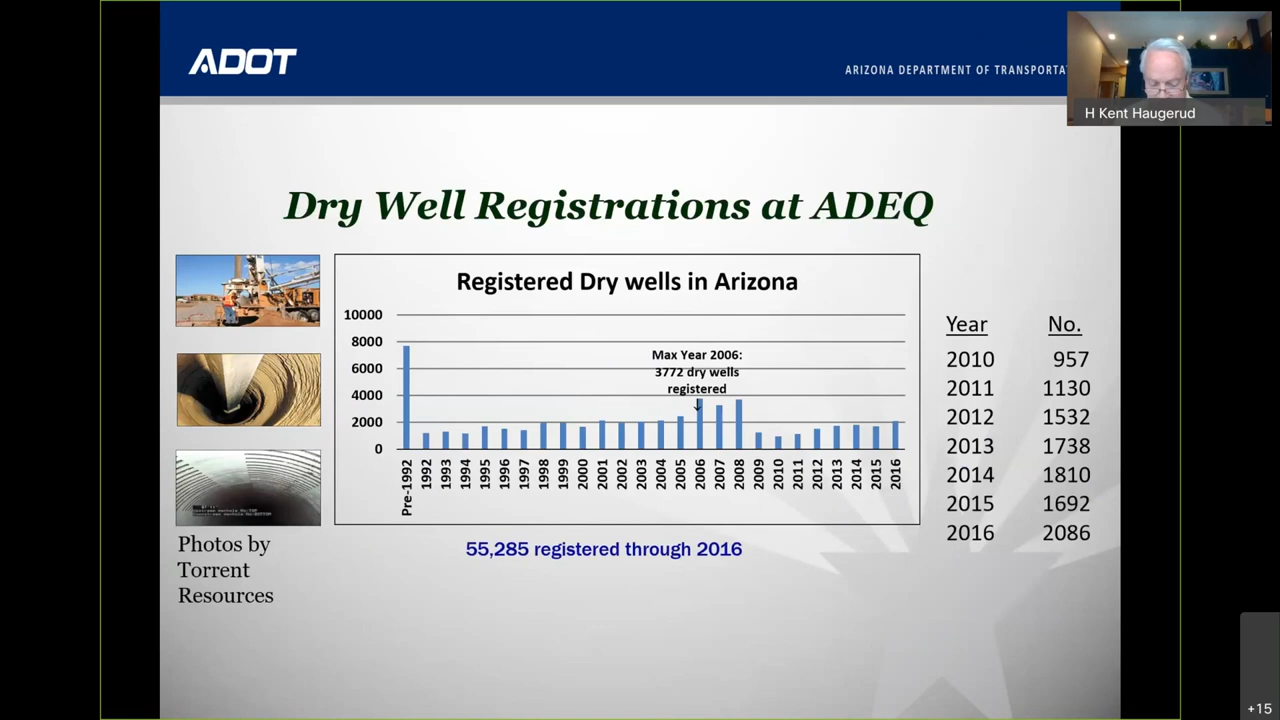 ADOT
ARIZONA DEPARTMENT OF TRANSPORTA
H Kent Haugerud
Dry Well Registrations at ADEQ
Registered Dry wells in Arizona
10000
8000
6000
4000
2000
0
Max Year 2006:
3772 dry wells
registered
Pre-1992
1992
1993
1994
1995
1996
1997
1998
1999
2000
2001
2002
2003
2004
2005
2006
2007
2008
2009
2010
2011
2012
2013
2014
2015
2016
Year No.
2010 957
2011 1130
2012 1532
2013 1738
2014 1810
2015 1692
2016 2086
55,285 registered through 2016
Photos by
Torrent
Resources
+15